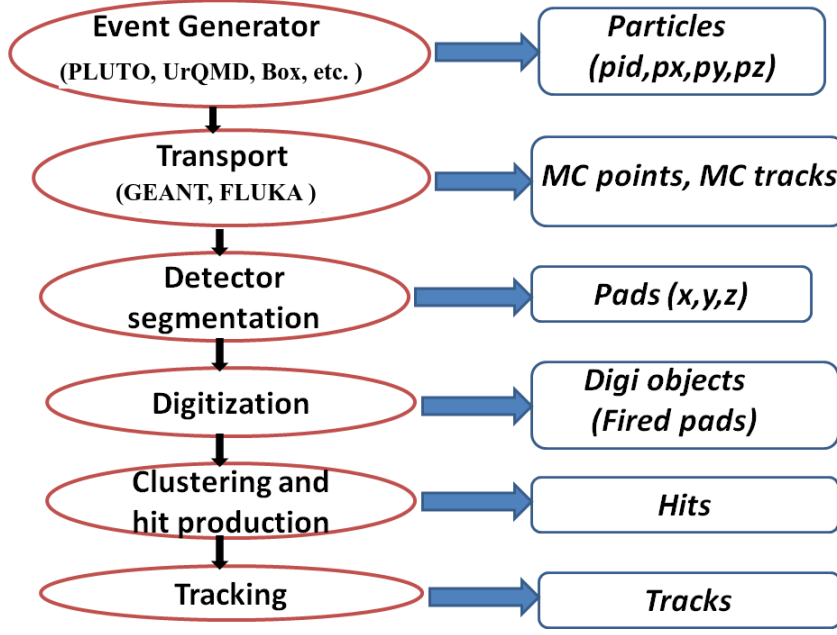 Event Generator
(PLUTO, UrQMD, Box, etc. )
Particles
(pid,px,py,pz)
Transport
(GEANT, FLUKA )
MC points, MC tracks
Detector
segmentation
Pads (x,y,z)
Digitization
Digi objects
(Fired pads)
Clustering and
hit production
Hits
Tracking
Tracks